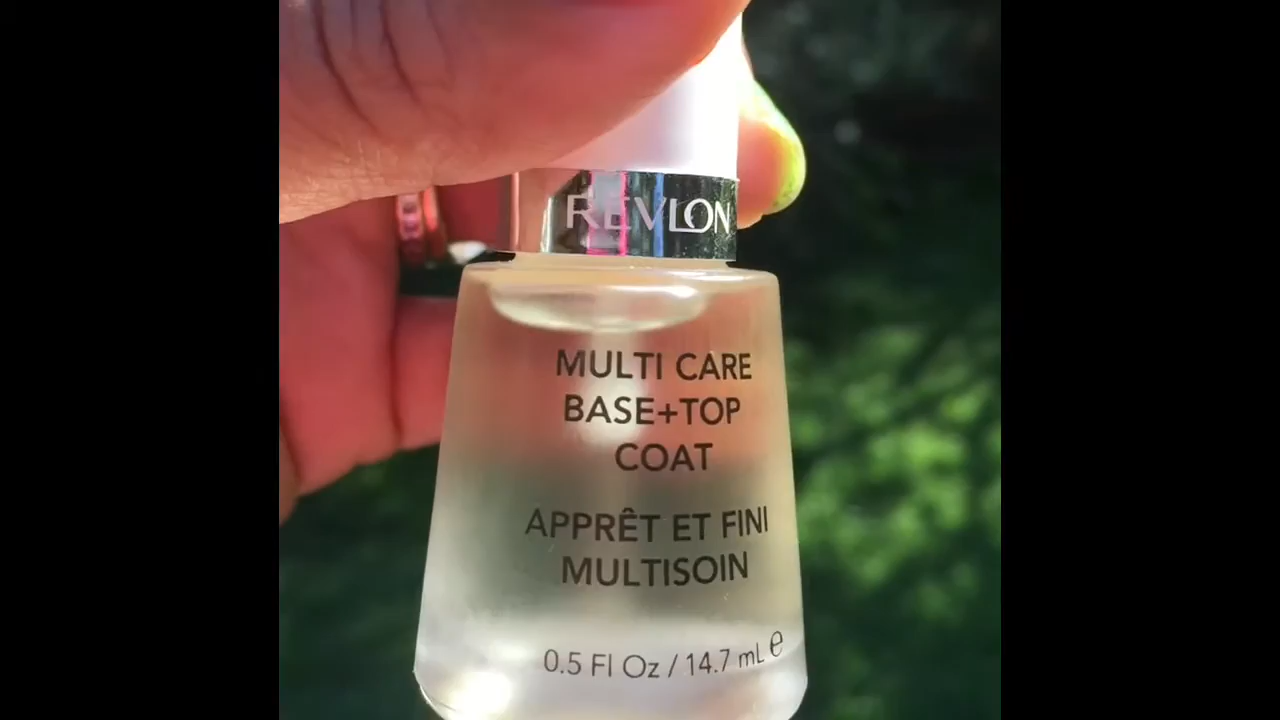 REVLON
MULTI CARE
BASE+TOP
COAT
APPRÊT ET FINI
MULTISOIN
0.5 Fl Oz / 14.7 mL ℮